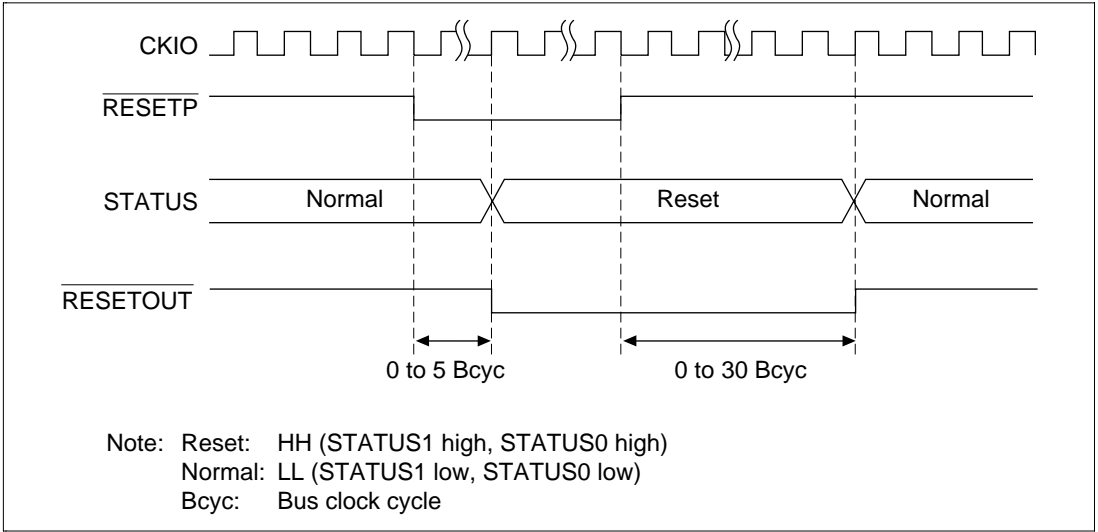 CKIO
RESETP
STATUS Normal Reset Normal
RESETOUT
0 to 5 Bcyc 0 to 30 Bcyc
Note: Reset: HH (STATUS1 high, STATUS0 high)
Normal: LL (STATUS1 low, STATUS0 low)
Bcyc: Bus clock cycle